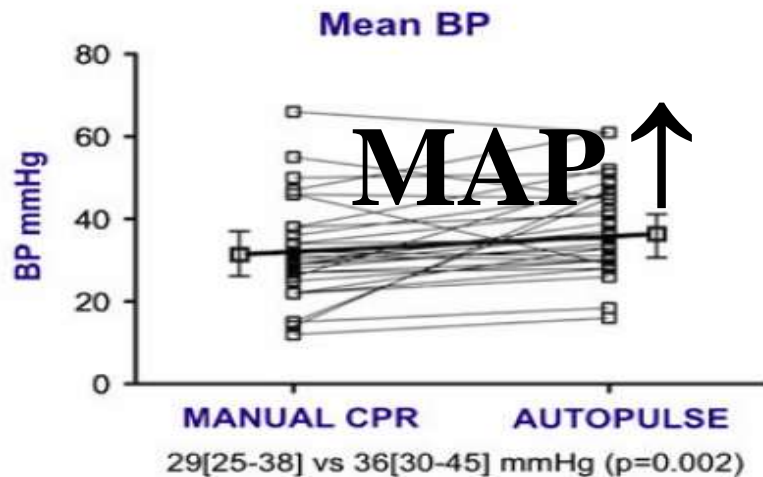 Mean BP
80
60
40
20
0
BP mmHg
MAP ↑
MANUAL CPR AUTOPULSE
29[25-38] vs 36[30-45] mmHg (p=0.002)